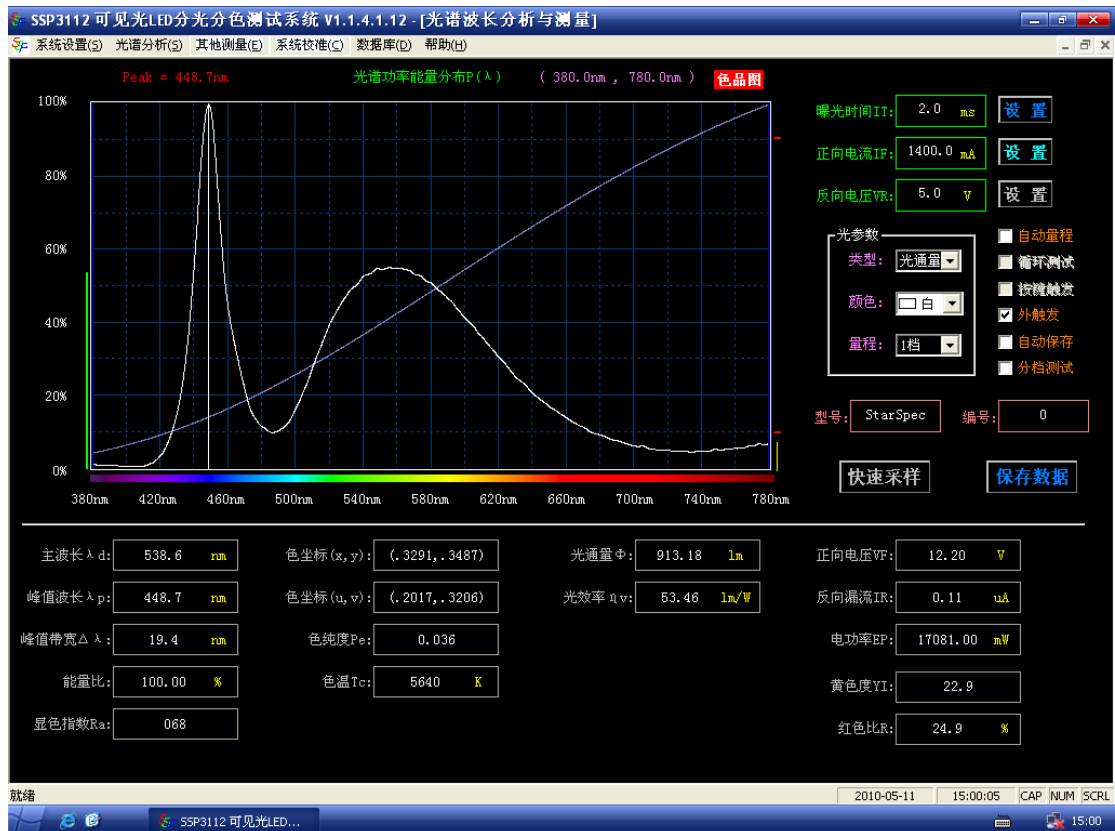 SSP3112 可见光LED分光分色测试系统 V1.1.4.1.12 - [光谱波长分析与测量]
系统设置(S) 光谱分析(S) 其他测量(E) 系统校准(C) 数据库(D) 帮助(H)
Peak = 448.7nm 光谱功率能量分布P(λ) ( 380.0nm , 780.0nm ) 色品图
100%
80%
60%
40%
20%
0%
380nm 420nm 460nm 500nm 540nm 580nm 620nm 660nm 700nm 740nm 780nm
曝光时间IT: 2.0 ms 设 置
正向电流IF: 1400.0 mA 设 置
反向电压VR: 5.0 V 设 置
光参数
类型: 光通量
颜色: 白
量程: 1档
自动量程
循环测试
按键触发
外触发
自动保存
分档测试
型号: StarSpec 编号: 0
快速采样 保存数据
主波长λd: 538.6 nm 色坐标(x,y): (.3291,.3487) 光通量Φ: 913.18 lm 正向电压VF: 12.20 V
峰值波长λp: 448.7 nm 色坐标(u,v): (.2017,.3206) 光效率ηv: 53.46 lm/W 反向漏流IR: 0.11 uA
峰值带宽△λ: 19.4 nm 色纯度Pe: 0.036 电功率EP: 17081.00 mW
能量比: 100.00 % 色温Tc: 5640 K 黄色度YI: 22.9
显色指数Ra: 068 红色比R: 24.9 %
就绪 2010-05-11 15:00:05 CAP NUM SCRL
SSP3112 可见光LED... 15:00